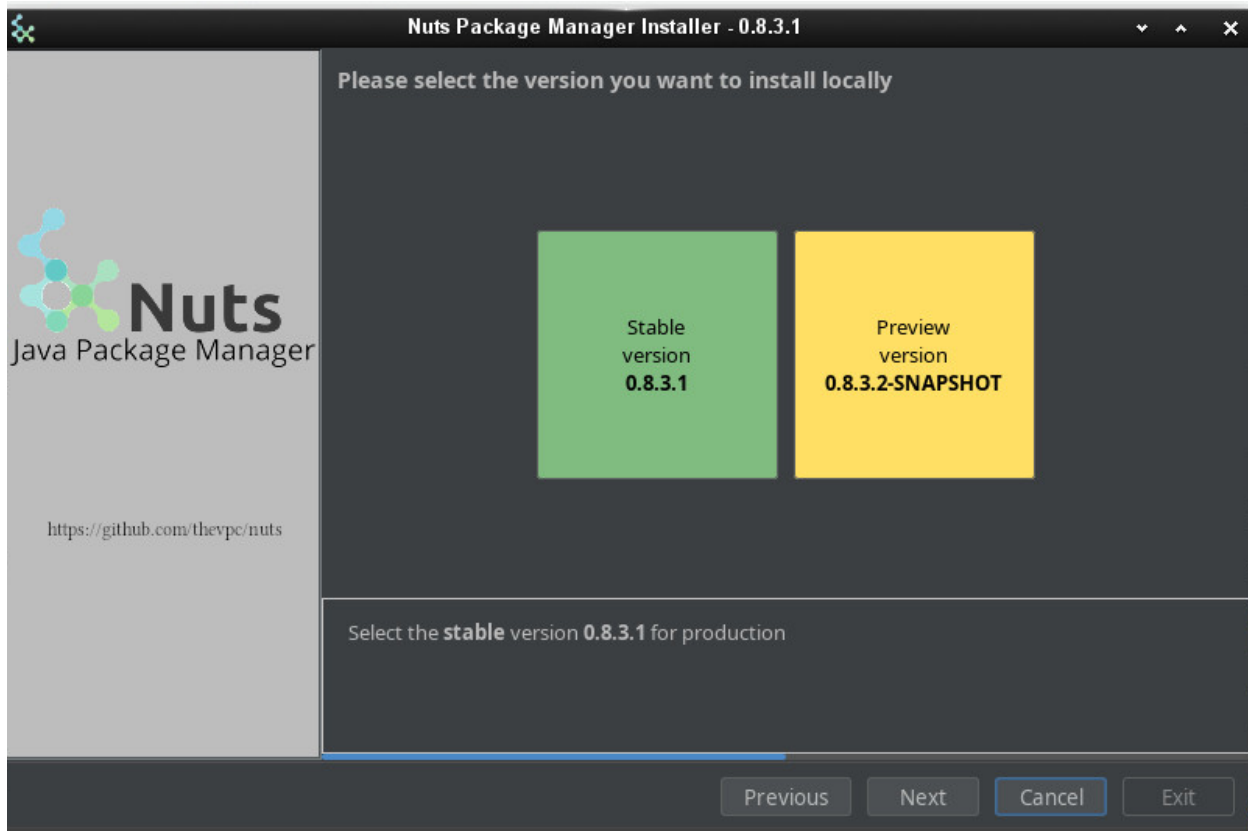 Nuts Package Manager Installer - 0.8.3.1
Please select the version you want to install locally
Nuts
Java Package Manager
https://github.com/thevpc/nuts
Stable
version
0.8.3.1
Preview
version
0.8.3.2-SNAPSHOT
Select the stable version 0.8.3.1 for production
Previous
Next
Cancel
Exit